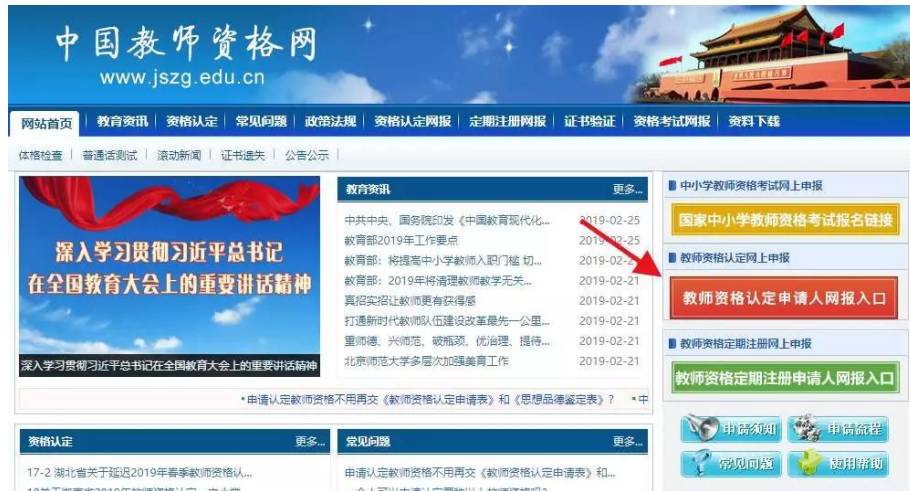 中国教师资格网
www.jszg.edu.cn
网站首页 教育资讯 资格认定 常见问题 政策法规 资格认定网报 定期注册网报 证书验证 资格考试网报 资料下载
体格检查 普通话测试 滚动新闻 证书遗失 公告公示
深入学习贯彻习近平总书记
在全国教育大会上的重要讲话精神
深入学习贯彻习近平总书记在全国教育大会上的重要讲话精神
教育资讯 更多...
中共中央、国务院印发《中国教育现代化... 2019-02-25
教育部2019年工作要点 2019-02-25
教育部：将提高中小学教师入职门槛 切... 2019-02-21
教育部：2019年将清理教师教学无关... 2019-02-21
真招实招让教师更有获得感 2019-02-21
打通新时代教师队伍建设改革最先一公里... 2019-02-21
重师德、兴师范、破瓶颈、优治理、提待... 2019-02-21
北京师范大学多层次加强美育工作 2019-02-21
中小学教师资格考试网上申报
国家中小学教师资格考试报名链接
教师资格认定网上申报
教师资格认定申请人网报入口
教师资格定期注册网上申报
教师资格定期注册申请人网报入口
申请须知 申请流程
常见问题 使用帮助
•申请认定教师资格不用再交《教师资格认定申请表》和《思想品德鉴定表》？ •中
资格认定 更多...
17-2 湖北省关于延迟2019年春季教师资格认...
常见问题 更多...
申请认定教师资格不用再交《教师资格认定申请表》和...